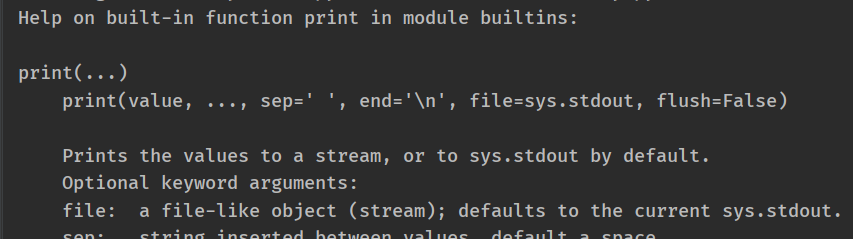 Help on built-in function print in module builtins:
print(...)
print(value, ..., sep=' ', end='\n', file=sys.stdout, flush=False)
Prints the values to a stream, or to sys.stdout by default.
Optional keyword arguments:
file: a file-like object (stream); defaults to the current sys.stdout.
sep: string inserted between values, default a space.